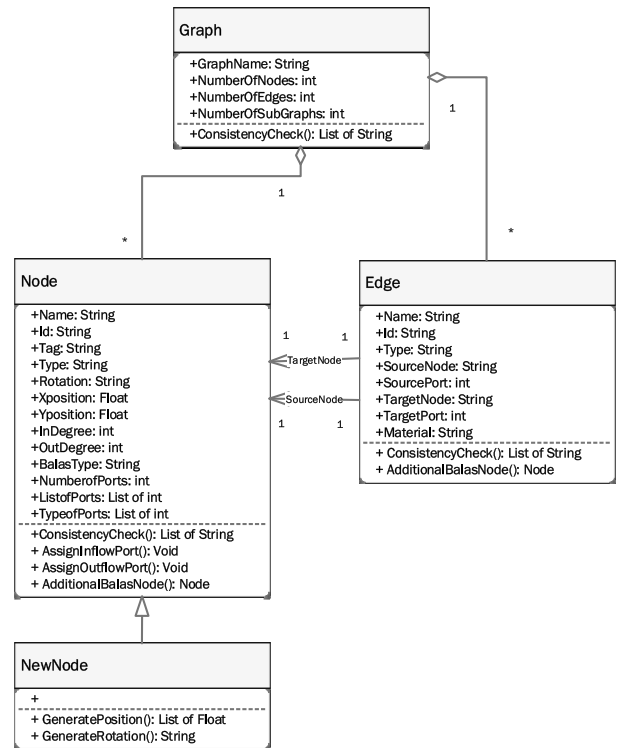 Graph
+GraphName: String
+NumberOfNodes: int
+NumberOfEdges: int
+NumberOfSubGraphs: int
+ConsistencyCheck(): List of String
1
1
*
*
Node
+Name: String
+Id: String
+Tag: String
+Type: String
+Rotation: String
+Xposition: Float
+Yposition: Float
+InDegree: int
+OutDegree: int
+BalasType: String
+NumberofPorts: int
+ListofPorts: List of int
+TypeofPorts: List of int
+ConsistencyCheck(): List of String
+ AssignInflowPort(): Void
+ AssignOutflowPort(): Void
+ AdditionalBalasNode(): Node
1
1
TargetNode
SourceNode
1
1
Edge
+Name: String
+Id: String
+Type: String
+SourceNode: String
+SourcePort: int
+TargetNode: String
+TargetPort: int
+Material: String
+ ConsistencyCheck(): List of String
+ AdditionalBalasNode(): Node
NewNode
+
+ GeneratePosition(): List of Float
+ GenerateRotation(): String